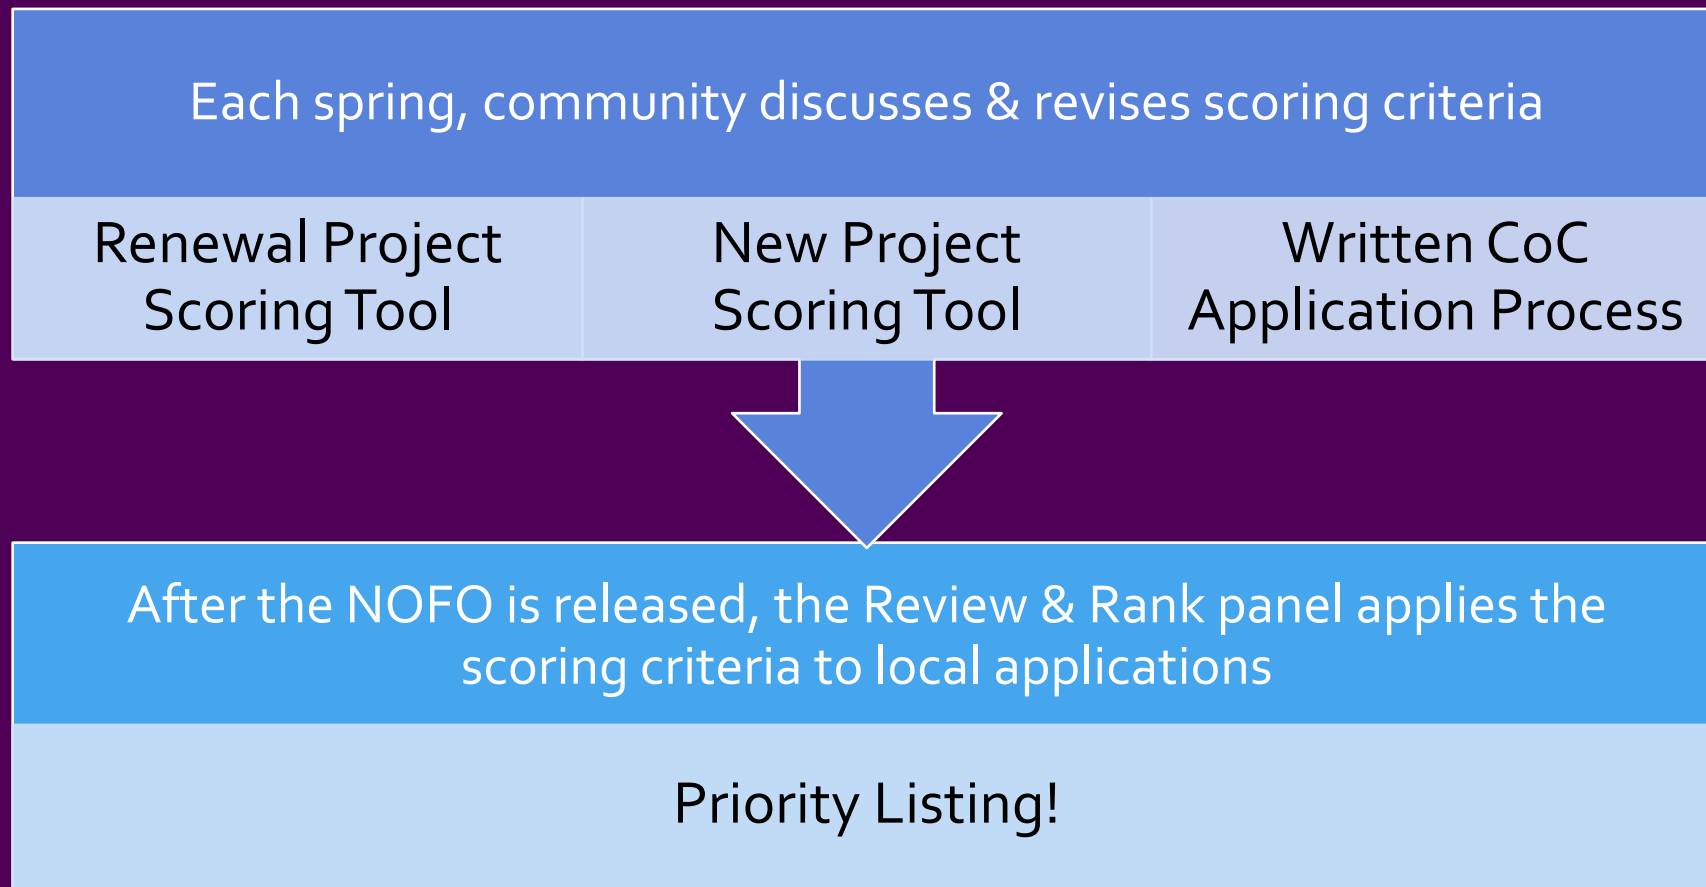 Each spring, community discusses & revises scoring criteria
Renewal Project
Scoring Tool
New Project
Scoring Tool
Written CoC
Application Process
After the NOFO is released, the Review & Rank panel applies the
scoring criteria to local applications
Priority Listing!